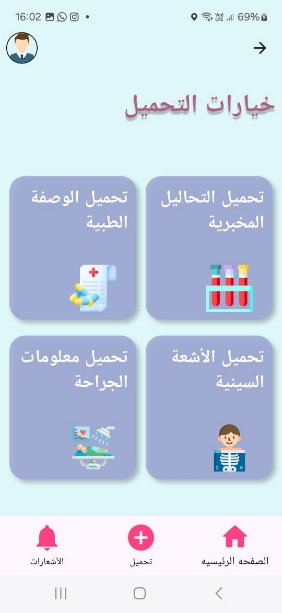 16:02
69%
خيارات التحميل
تحميل التحاليل
المخبرية
تحميل الوصفة
الطبية
تحميل الأشعة
السينية
تحميل معلومات
الجراحة
الصفحه الرئيسيه
تحميل
الأشعارات